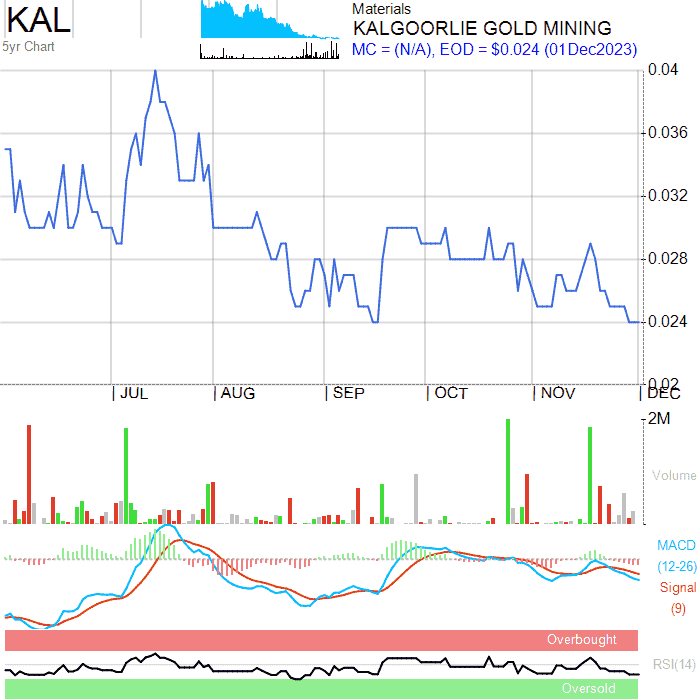 KAL
5yr Chart
Materials
KALGOORLIE GOLD MINING
MC = (N/A), EOD = $0.024 (01Dec2023)
0.04
0.036
0.032
0.028
0.024
0.02
JUL AUG SEP OCT NOV DEC
2M
Volume
MACD
(12-26)
Signal
(9)
Overbought
RSI(14)
Oversold